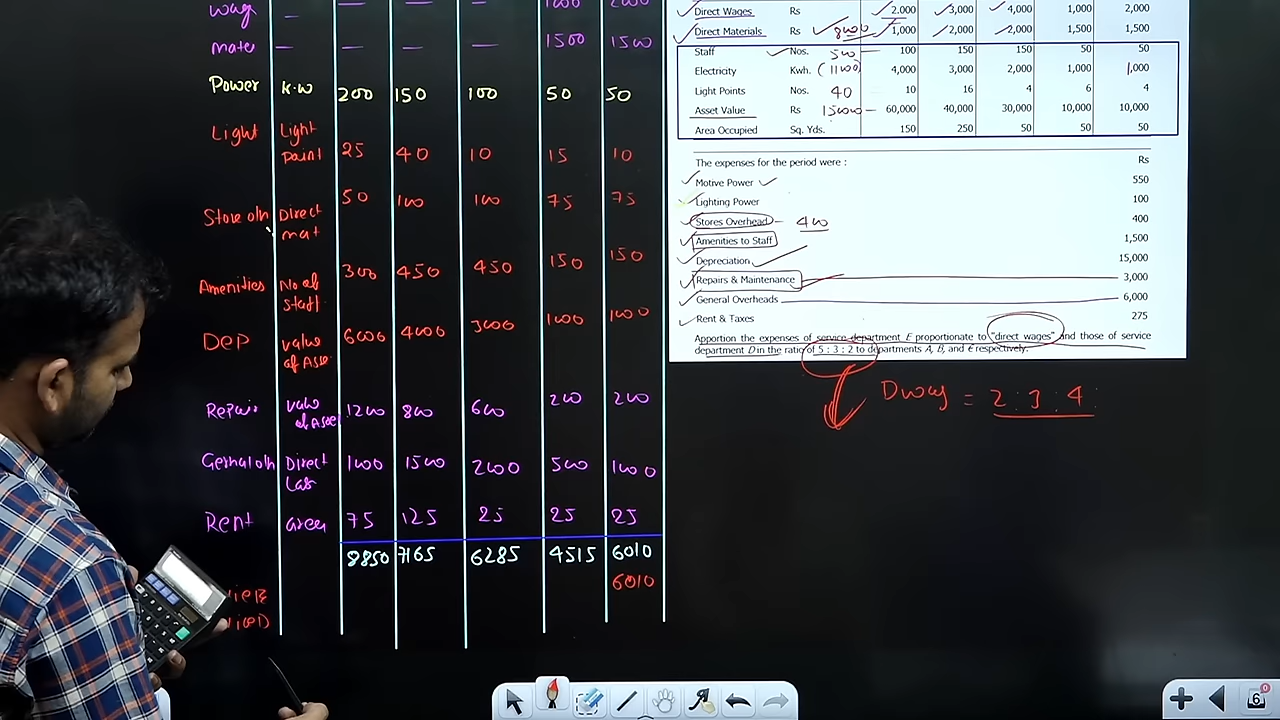 wag — — — — 1000 2000
mate — — — — 1500 1500
Power K.W 200 150 100 50 50
Light Light Point 25 40 10 15 10
Store oh Direct mat 50 100 100 75 75
Amenities No of staff 300 450 450 150 150
DEP value of Asse 6000 4000 3000 1000 1000
Repair valu of Asse 1200 800 600 200 200
General oh Direct Lab 1000 1500 2000 500 1000
Rent area 75 125 25 25 25
8850 7165 6285 4515 6010
6010
Direct Wages Rs 2,000 3,000 4,000 1,000 2,000
Direct Materials Rs 1,000 2,000 2,000 1,500 1,500
Staff Nos. 500 100 150 150 50 50
Electricity Kwh. (1100) 4,000 3,000 2,000 1,000 1,000
Light Points Nos. 40 10 16 4 6 4
Asset Value Rs 150000 60,000 40,000 30,000 10,000 10,000
Area Occupied Sq. Yds. 150 250 50 50 50
The expenses for the period were : Rs
Motive Power 550
Lighting Power 100
Stores Overhead - 400 400
Amenities to Staff 1,500
Depreciation 15,000
Repairs & Maintenance 3,000
General Overheads 6,000
Rent & Taxes 275
Apportion the expenses of service department E proportionate to "direct wages" and those of service
department D in the ratio of 5 : 3 : 2 to departments A, B, and C respectively.
Dwag = 2 : 3 : 4 :
6